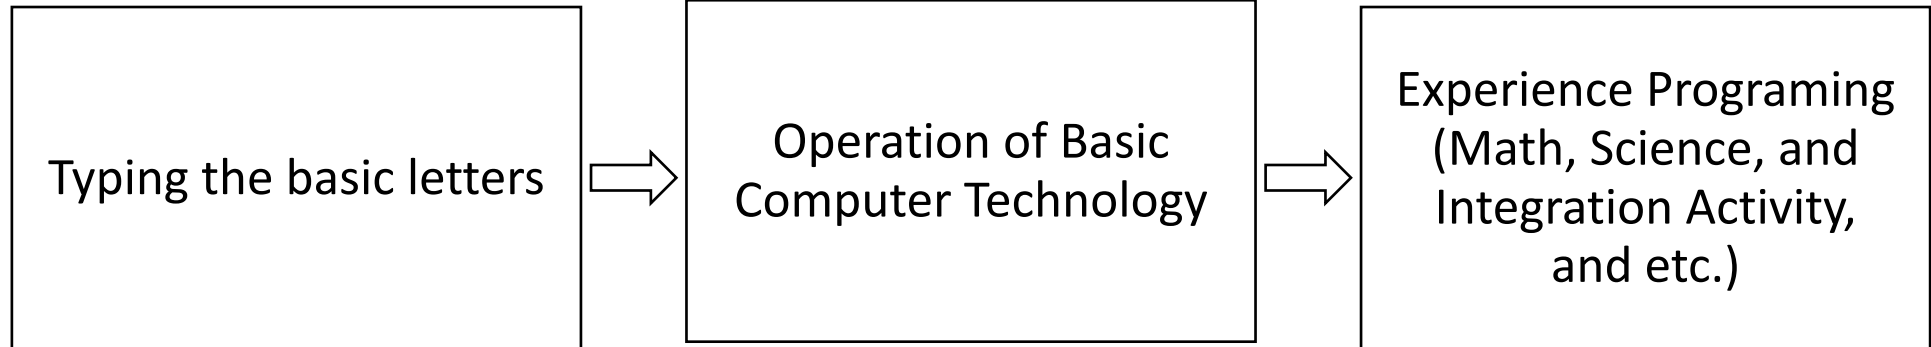 Typing the basic letters
Operation of Basic
Computer Technology
Experience Programing
(Math, Science, and
Integration Activity,
and etc.)